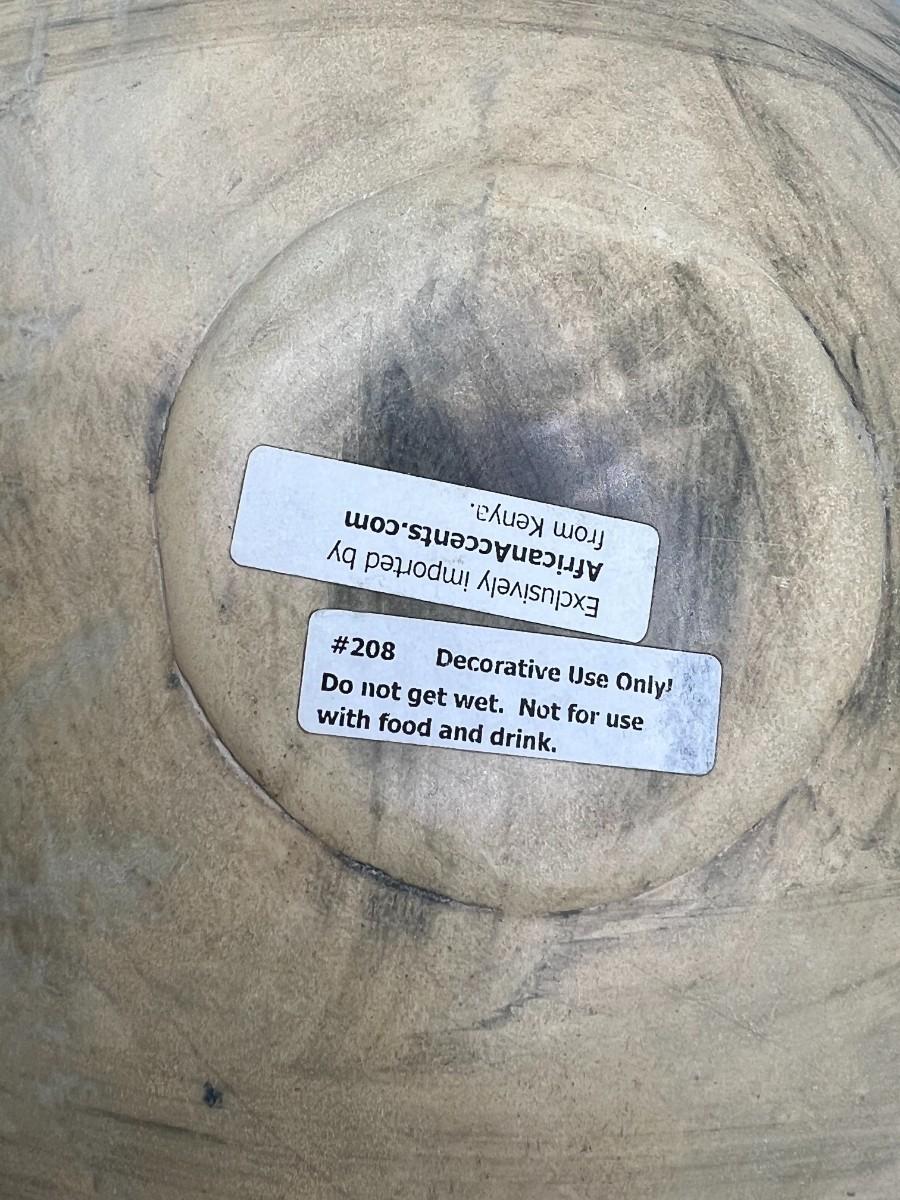 Exclusively imported by
AfricanAccents.com
from Kenya.
#208 Decorative Use Only!
Do not get wet. Not for use
with food and drink.